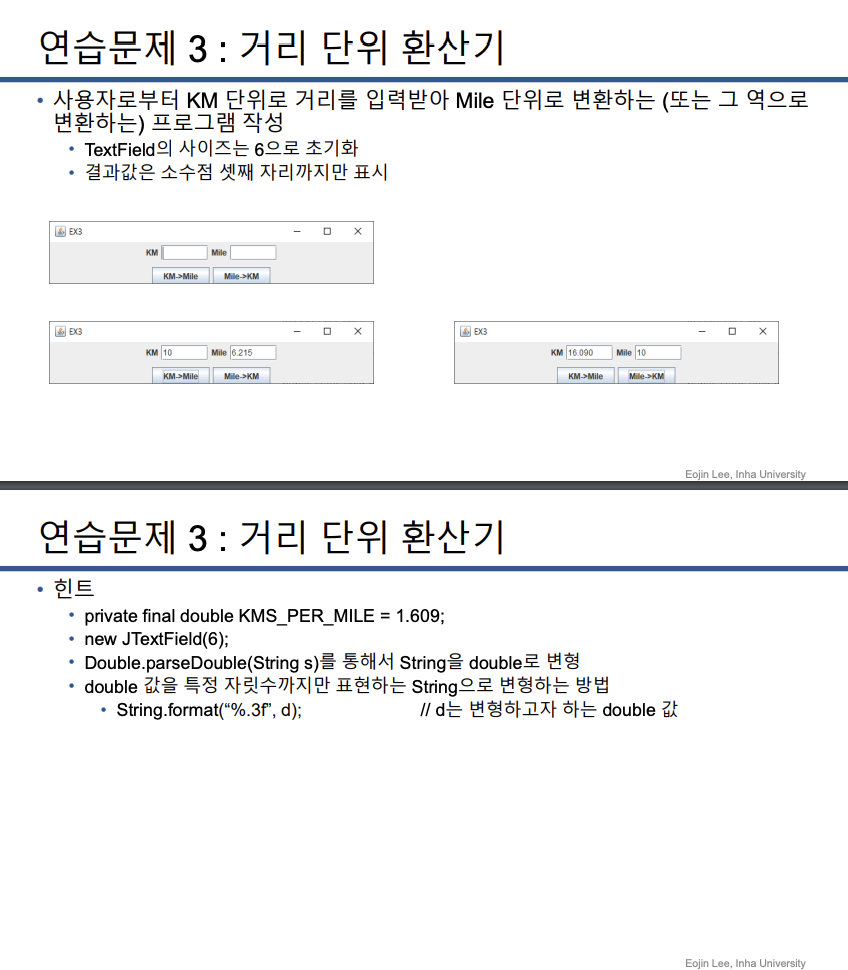 연습문제 3 : 거리 단위 환산기
• 사용자로부터 KM 단위로 거리를 입력받아 Mile 단위로 변환하는 (또는 그 역으로
변환하는) 프로그램 작성
• TextField의 사이즈는 6으로 초기화
• 결과값은 소수점 셋째 자리까지만 표시
EX3
KM Mile
KM->Mile Mile->KM
EX3
KM 10 Mile 6.215
KM->Mile Mile->KM
EX3
KM 16.090 Mile 10
KM->Mile Mile->KM
Eojin Lee, Inha University
연습문제 3 : 거리 단위 환산기
• 힌트
• private final double KMS_PER_MILE = 1.609;
• new JTextField(6);
• Double.parseDouble(String s)를 통해서 String을 double로 변형
• double 값을 특정 자릿수까지만 표현하는 String으로 변형하는 방법
• String.format(“%.3f”, d); // d는 변형하고자 하는 double 값
Eojin Lee, Inha University